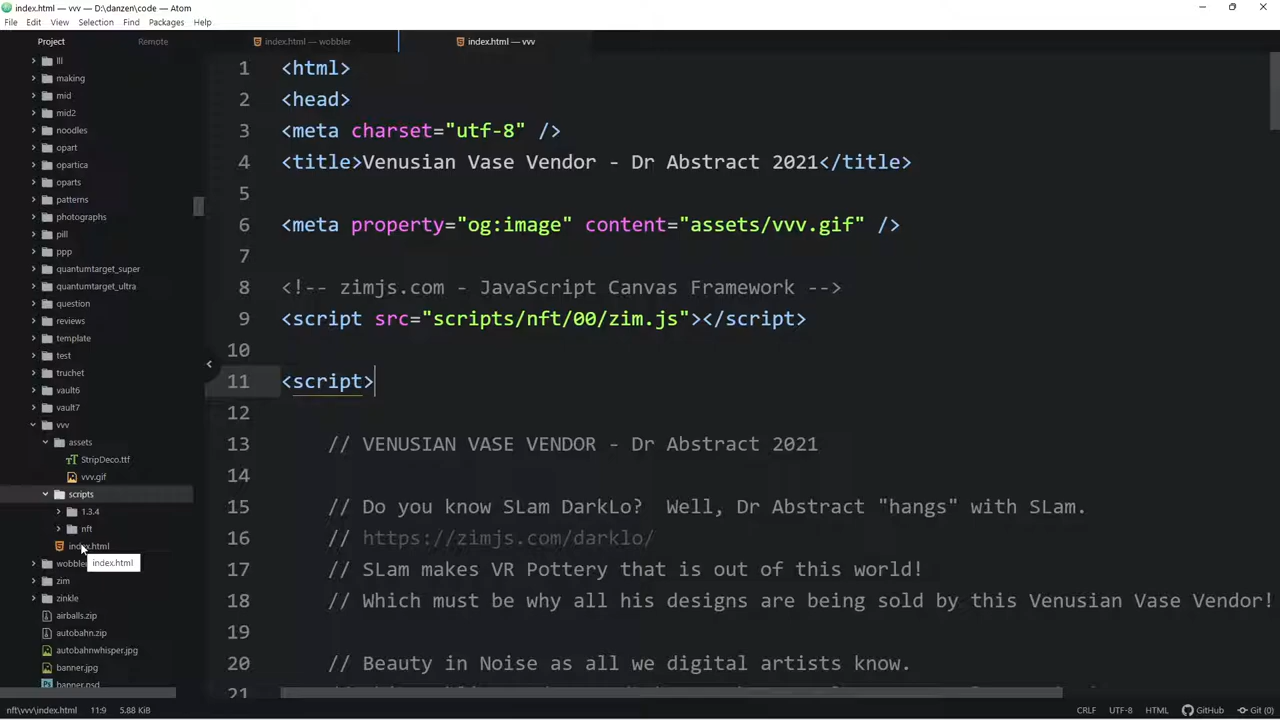 index.html — vvv — D:\danzen\code — Atom
File Edit View Selection Find Packages Help
Project Remote
index.html — wobbler
index.html — vvv
lll
making
mid
mid2
noodles
opart
opartica
oparts
patterns
photographs
pill
ppp
quantumtarget_super
quantumtarget_ultra
question
reviews
template
test
truchet
vault6
vault7
vvv
assets
StripDeco.ttf
vvv.gif
scripts
1.3.4
nft
index.html
index.html
wobbler
zim
zinkle
airballs.zip
autobahn.zip
autobahnwhisper.jpg
banner.jpg
banner.psd
1 <html>
2 <head>
3 <meta charset="utf-8" />
4 <title>Venusian Vase Vendor - Dr Abstract 2021</title>
5
6 <meta property="og:image" content="assets/vvv.gif" />
7
8 <!-- zimjs.com - JavaScript Canvas Framework -->
9 <script src="scripts/nft/00/zim.js"></script>
10
11 <script>
12
13 // VENUSIAN VASE VENDOR - Dr Abstract 2021
14
15 // Do you know SLam DarkLo?  Well, Dr Abstract "hangs" with SLam.
16 // https://zimjs.com/darklo/
17 // SLam makes VR Pottery that is out of this world!
18 // Which must be why all his designs are being sold by this Venusian Vase Vendor!
19
20 // Beauty in Noise as all we digital artists know.
21
nft\vvv\index.html 11:9 5.88 KiB
CRLF UTF-8 HTML GitHub Git (0)